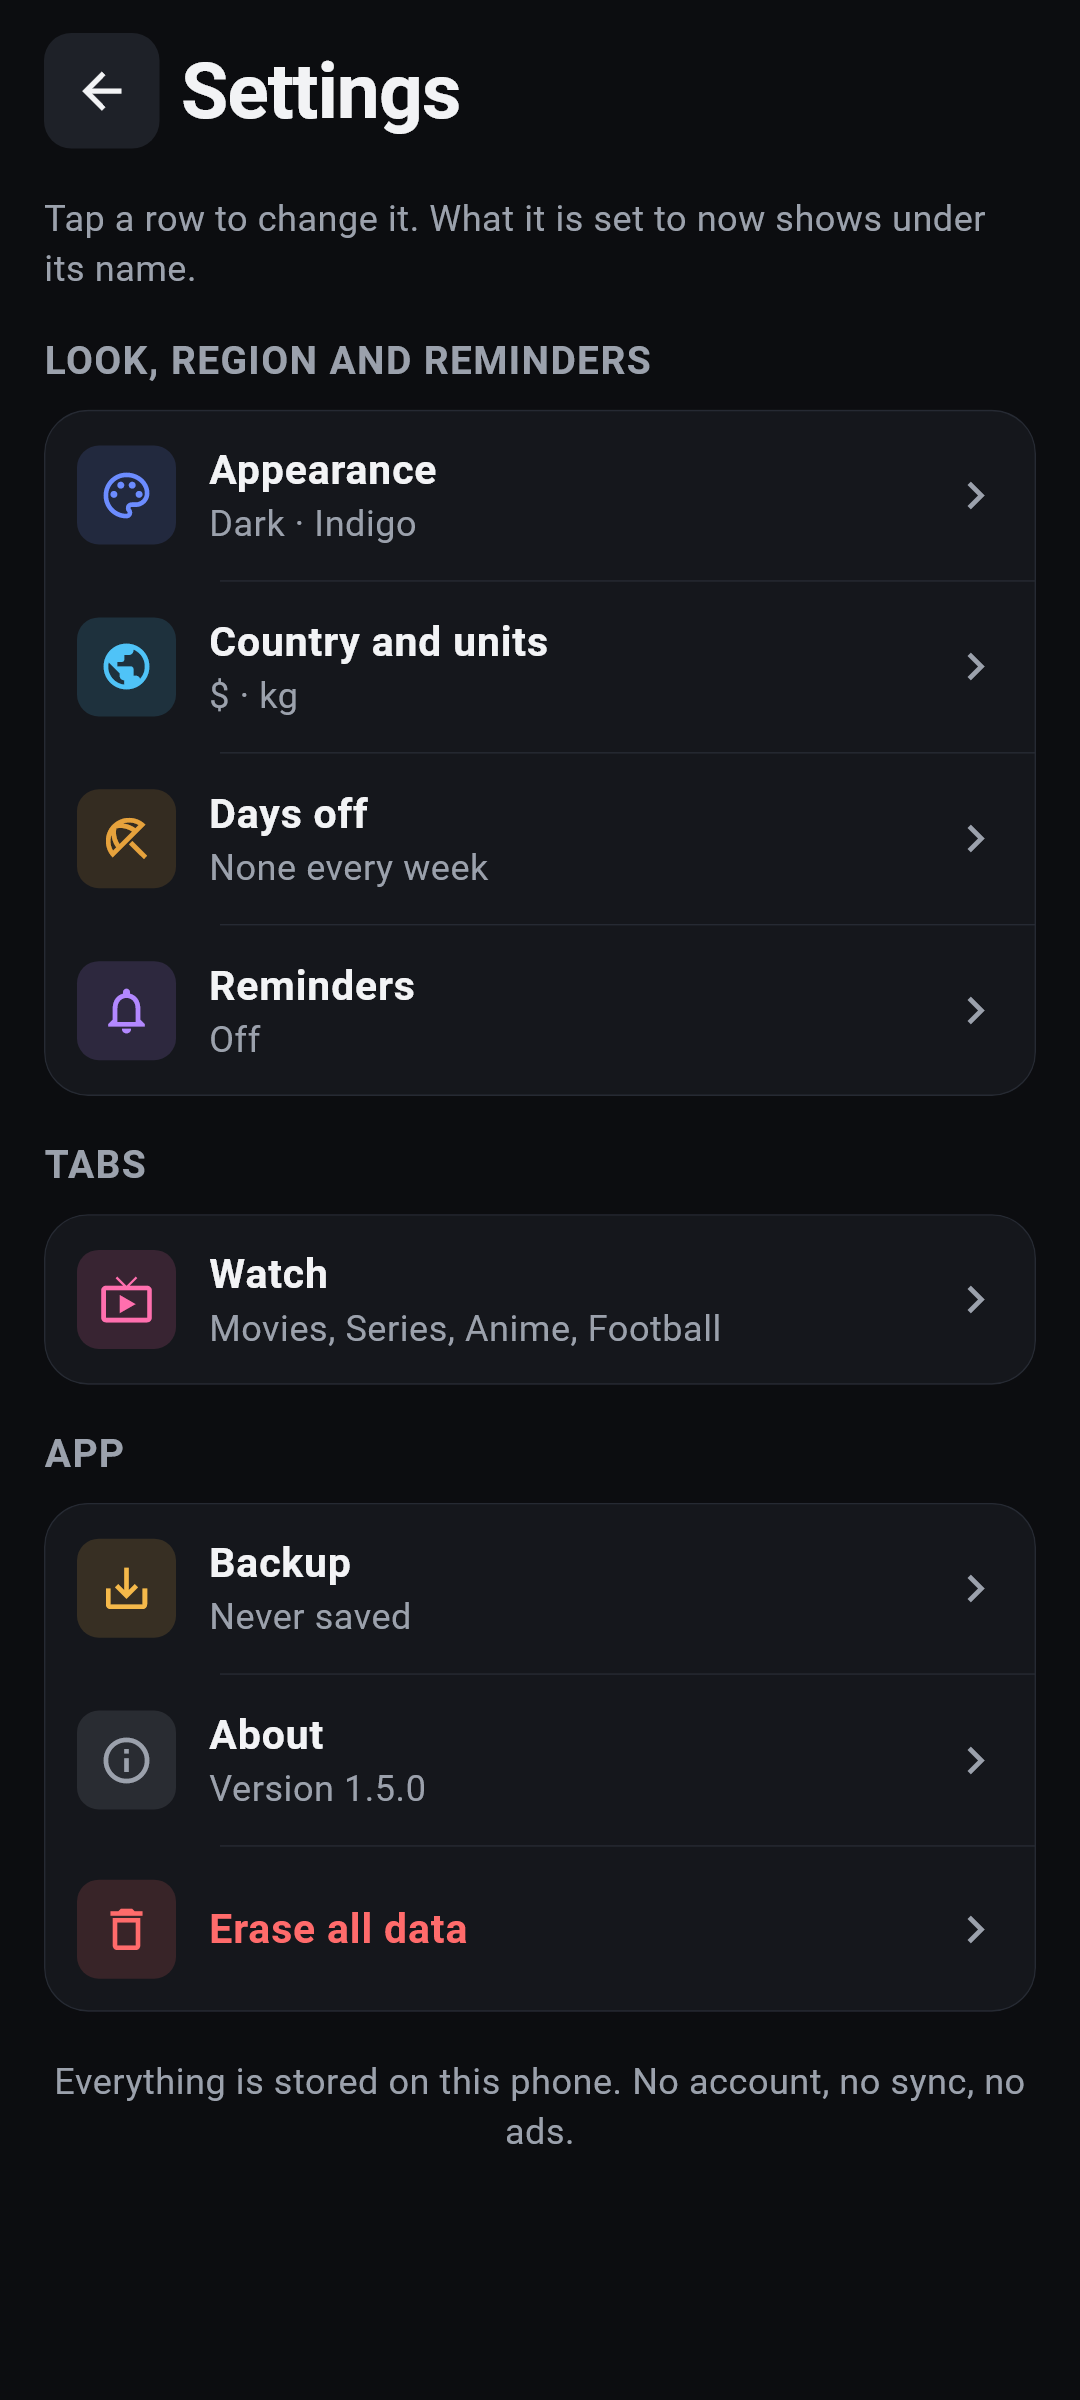 Settings
Tap a row to change it. What it is set to now shows under
its name.
LOOK, REGION AND REMINDERS
Appearance
Dark · Indigo
Country and units
$ · kg
Days off
None every week
Reminders
Off
TABS
Watch
Movies, Series, Anime, Football
APP
Backup
Never saved
About
Version 1.5.0
Erase all data
Everything is stored on this phone. No account, no sync, no
ads.